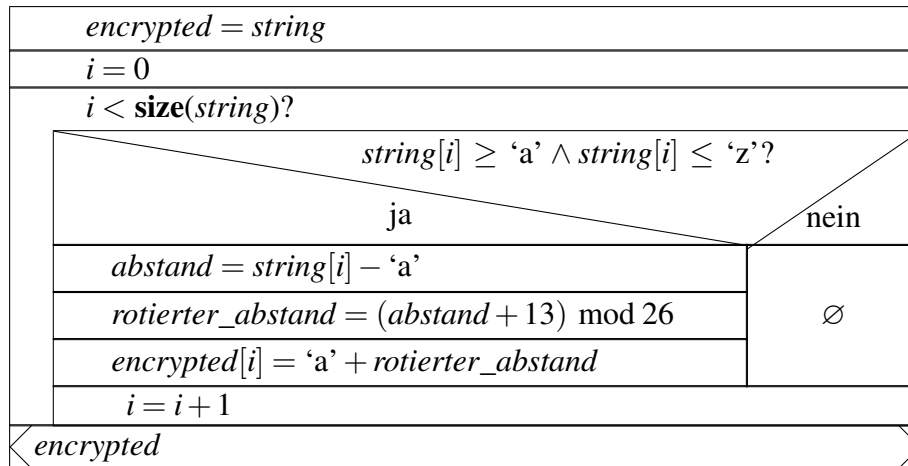 encrypted = string
i = 0
i < size(string)?
string[i] ≥ ‘a’ ∧ string[i] ≤ ‘z’?
ja
nein
abstand = string[i] − ‘a’
rotierter_abstand = (abstand + 13) mod 26
encrypted[i] = ‘a’ + rotierter_abstand
∅
i = i + 1
encrypted